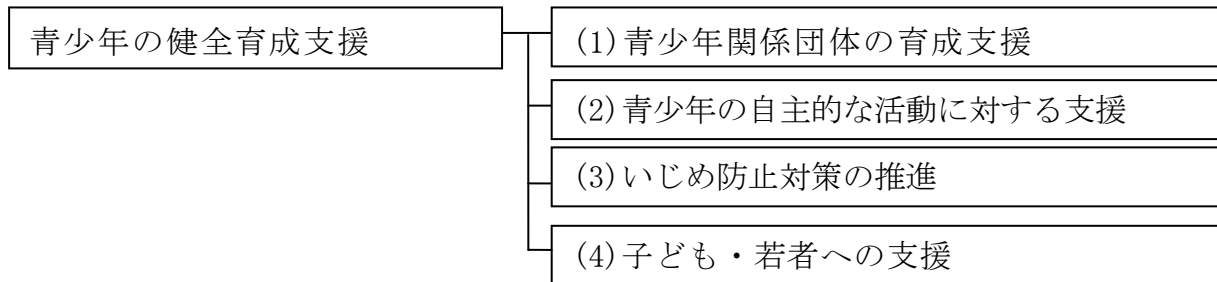 青少年の健全育成支援
(1)青少年関係団体の育成支援
(2)青少年の自主的な活動に対する支援
(3)いじめ防止対策の推進
(4)子ども・若者への支援